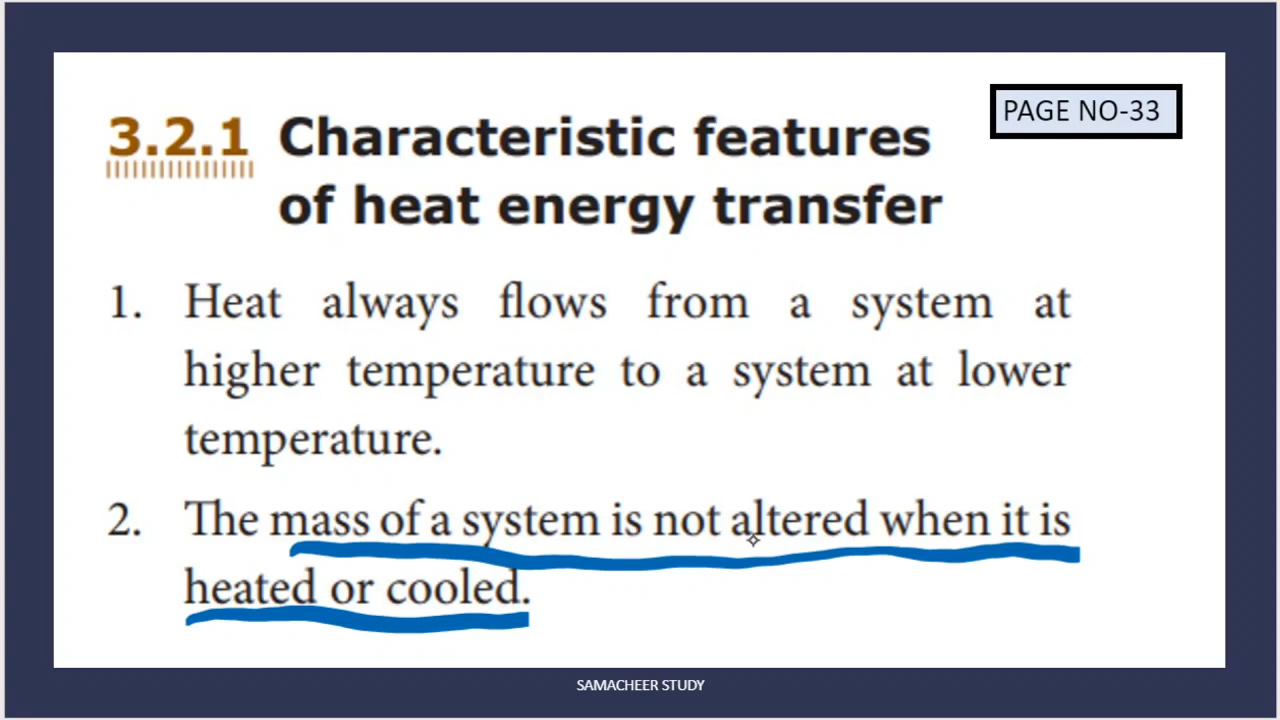 PAGE NO-33
3.2.1 Characteristic features
of heat energy transfer
1. Heat always flows from a system at
higher temperature to a system at lower
temperature.
2. The mass of a system is not altered when it is
heated or cooled.
SAMACHEER STUDY